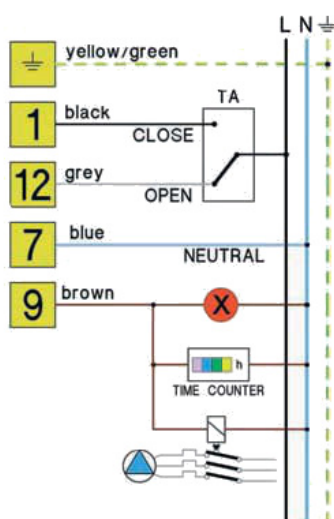 L N
yellow/green
TA
1 black
CLOSE
12 grey
OPEN
7 blue
NEUTRAL
9 brown
X
h
TIME COUNTER